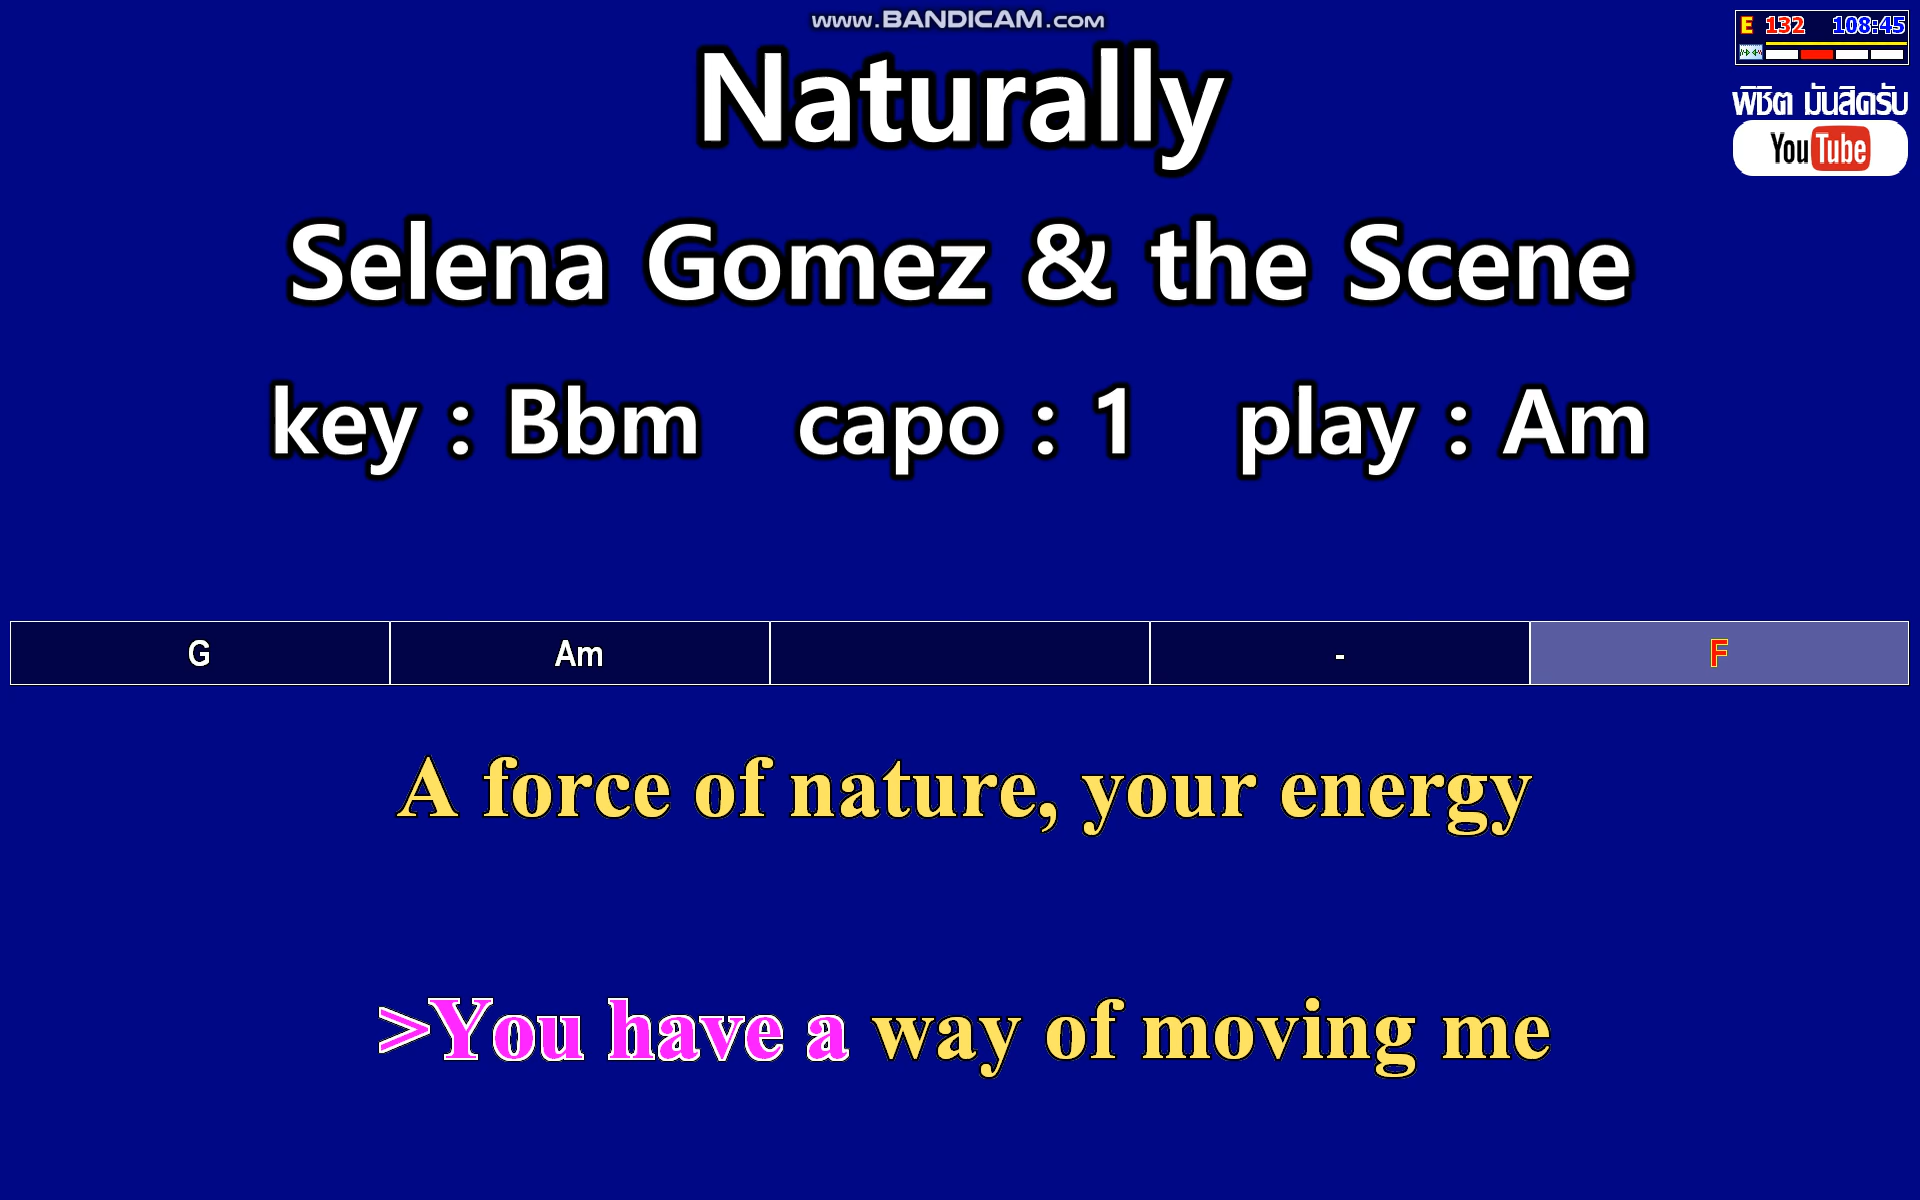 www.BANDICAM.com
E 132 108:45
Naturally
พิชิต มันสิครับ
YouTube
Selena Gomez & the Scene
key : Bbm capo : 1 play : Am
G Am - F
A force of nature, your energy
>You have a way of moving me